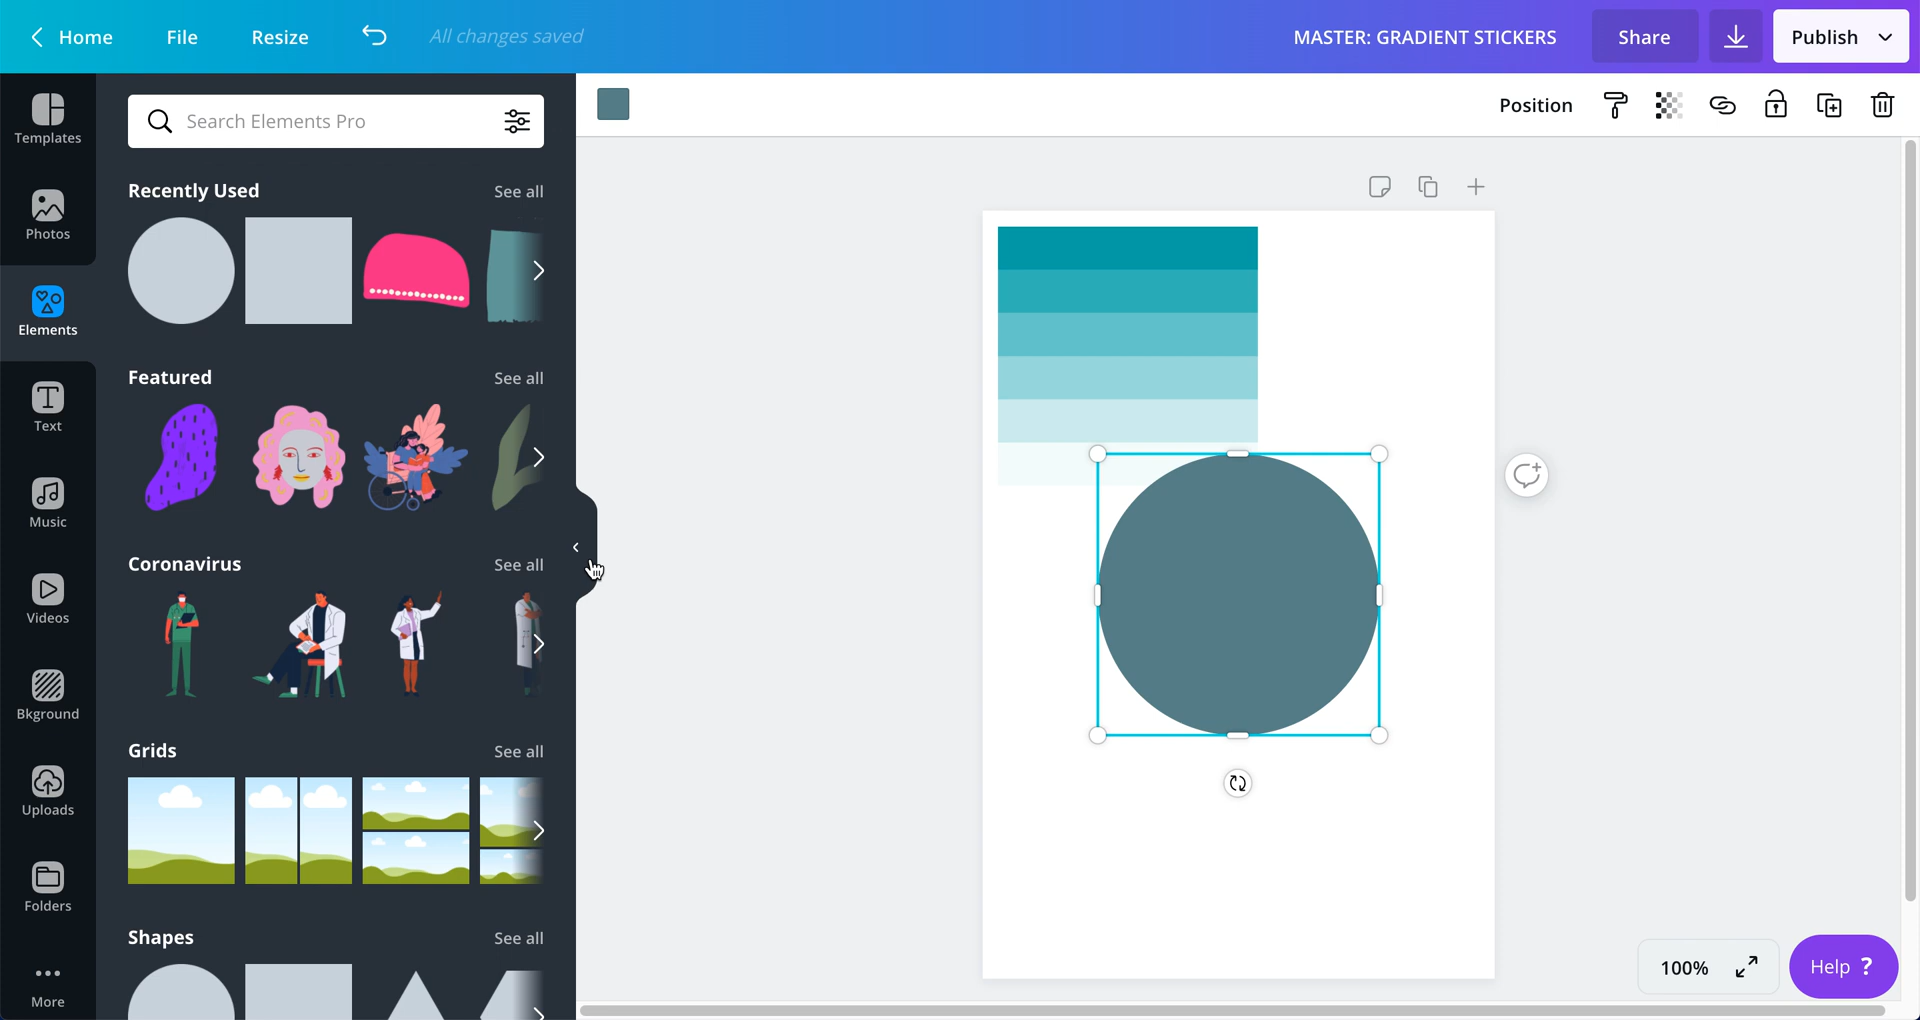 Home File Resize All changes saved MASTER: GRADIENT STICKERS Share Publish
Templates
Photos
Elements
Text
Music
Videos
Bkground
Uploads
Folders
More
Search Elements Pro
Recently Used See all
Featured See all
Coronavirus See all
Grids See all
Shapes See all
Position
100% Help ?